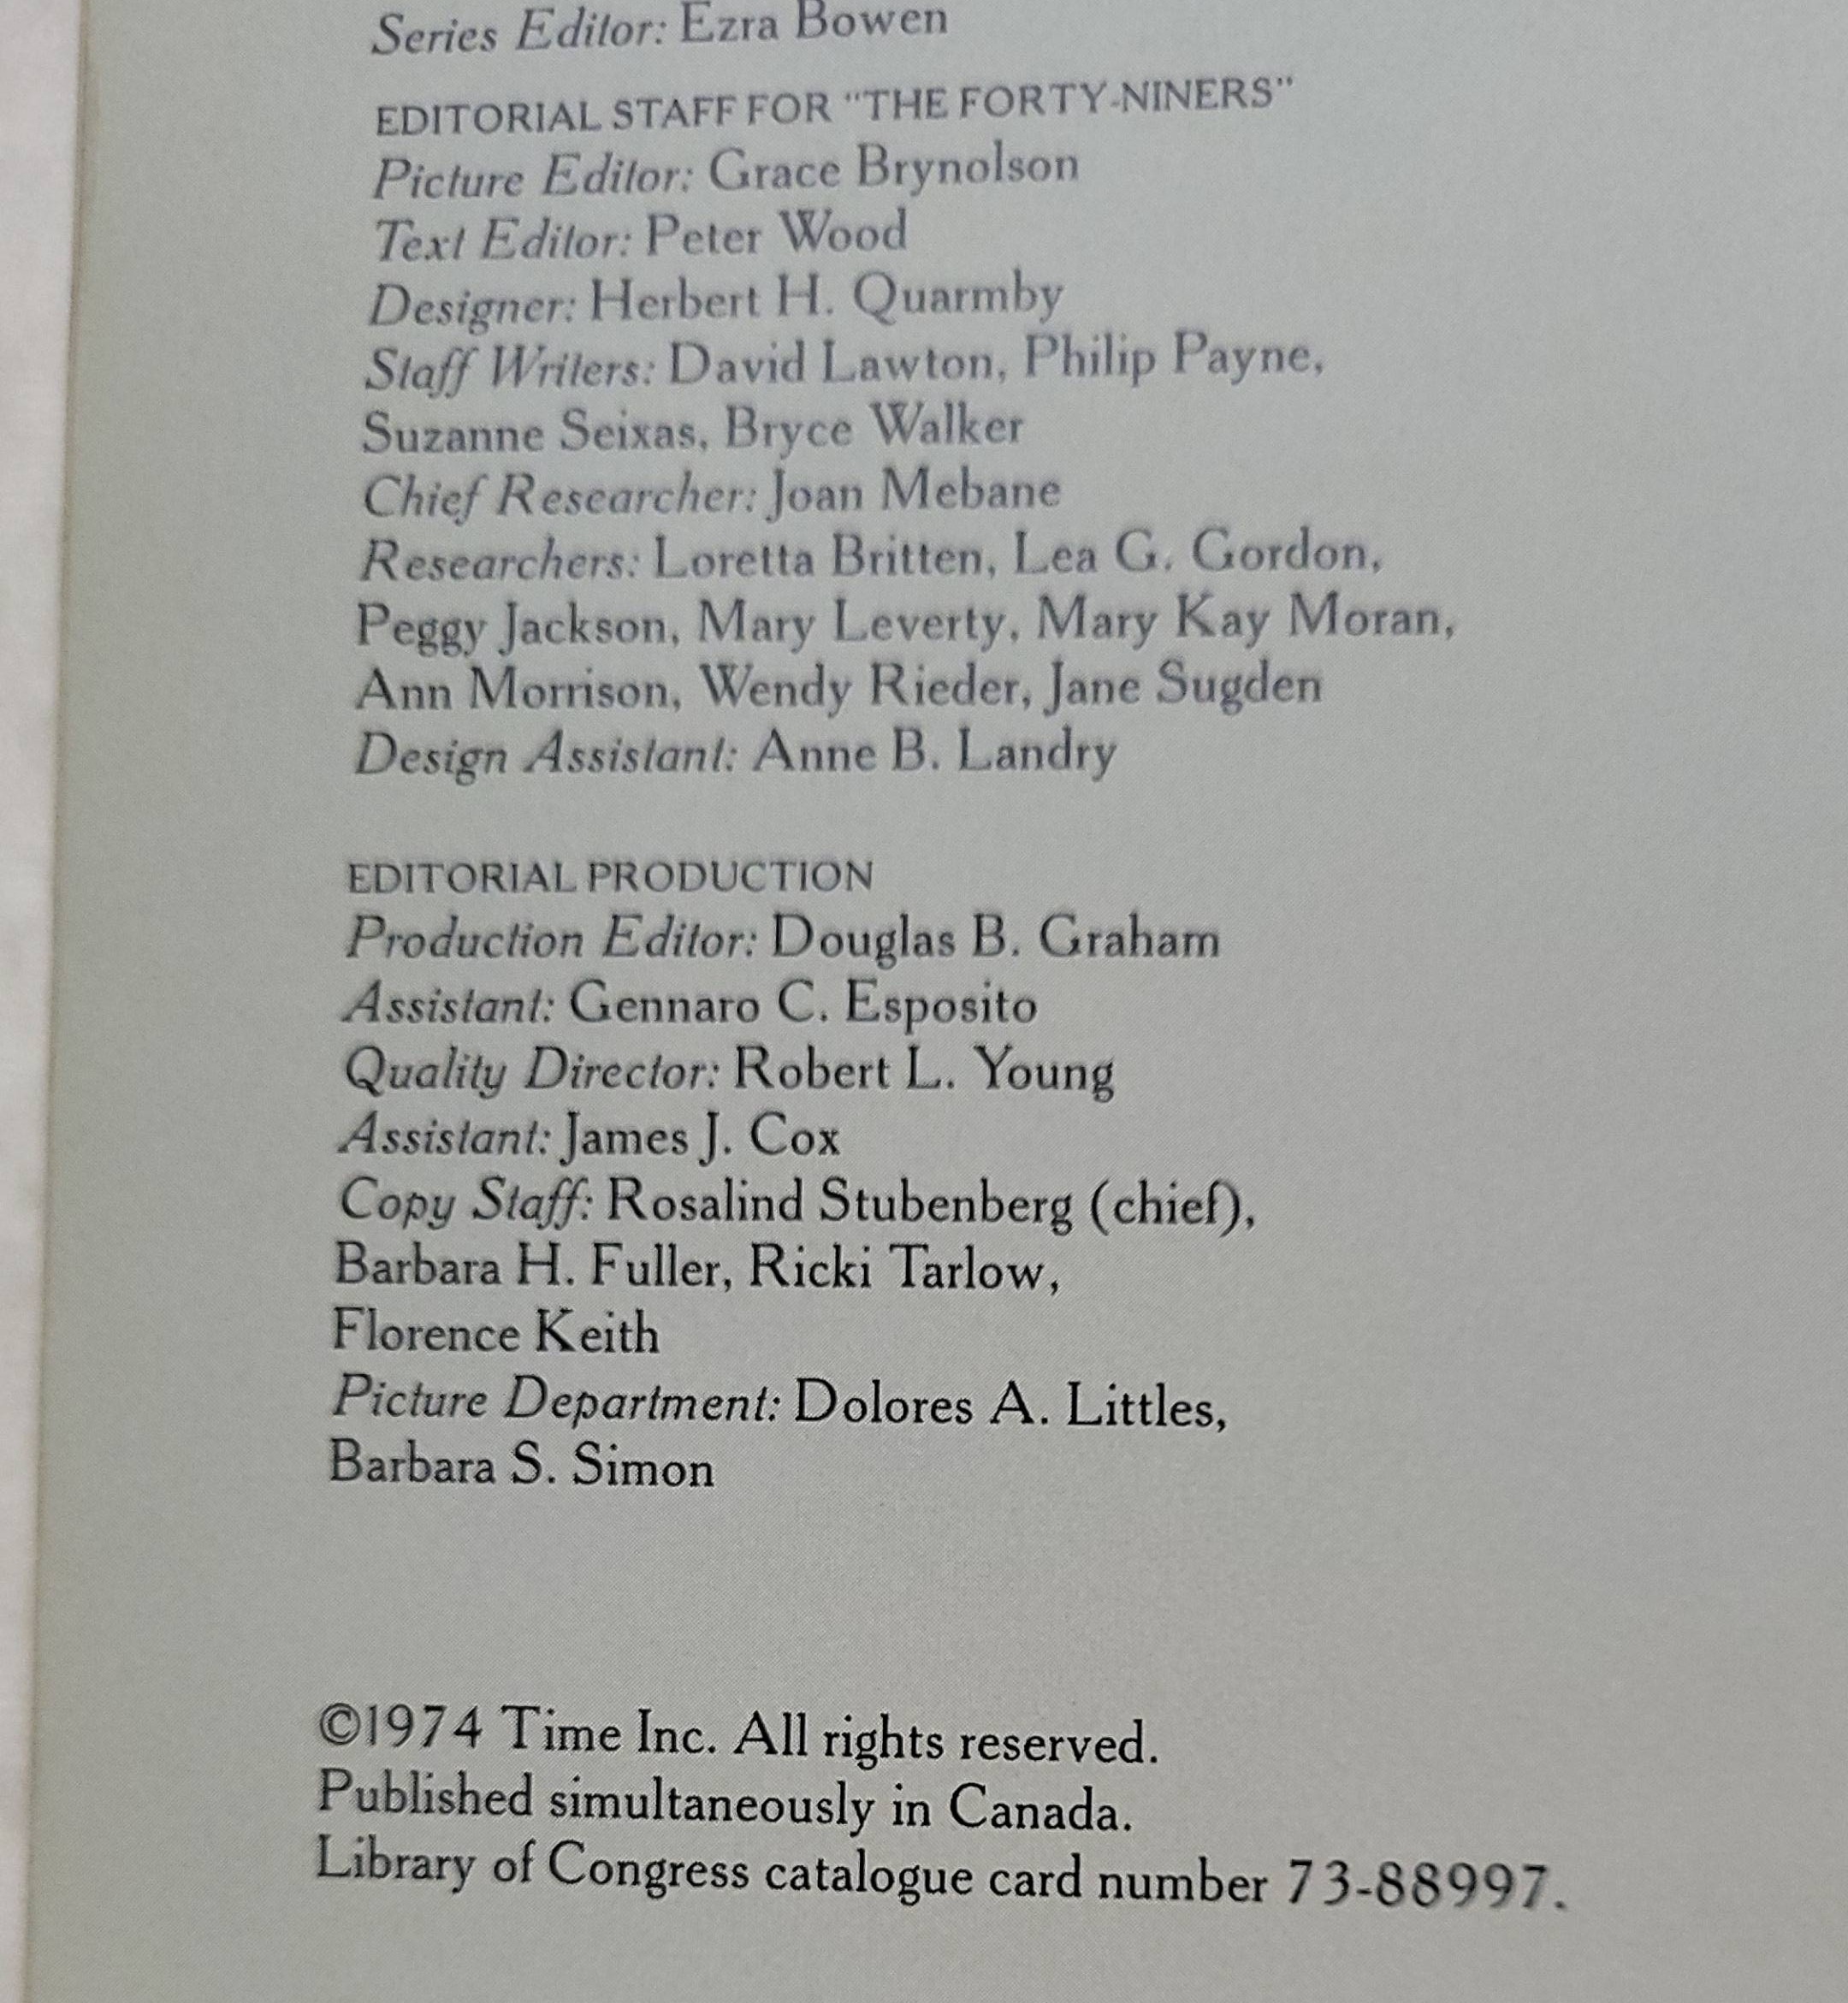 Series Editor: Ezra Bowen
EDITORIAL STAFF FOR "THE FORTY-NINERS"
Picture Editor: Grace Brynolson
Text Editor: Peter Wood
Designer: Herbert H. Quarmby
Staff Writers: David Lawton, Philip Payne,
Suzanne Seixas, Bryce Walker
Chief Researcher: Joan Mebane
Researchers: Loretta Britten, Lea G. Gordon,
Peggy Jackson, Mary Leverty, Mary Kay Moran,
Ann Morrison, Wendy Rieder, Jane Sugden
Design Assistant: Anne B. Landry
EDITORIAL PRODUCTION
Production Editor: Douglas B. Graham
Assistant: Gennaro C. Esposito
Quality Director: Robert L. Young
Assistant: James J. Cox
Copy Staff: Rosalind Stubenberg (chief),
Barbara H. Fuller, Ricki Tarlow,
Florence Keith
Picture Department: Dolores A. Littles,
Barbara S. Simon
©1974 Time Inc. All rights reserved.
Published simultaneously in Canada.
Library of Congress catalogue card number 73-88997.